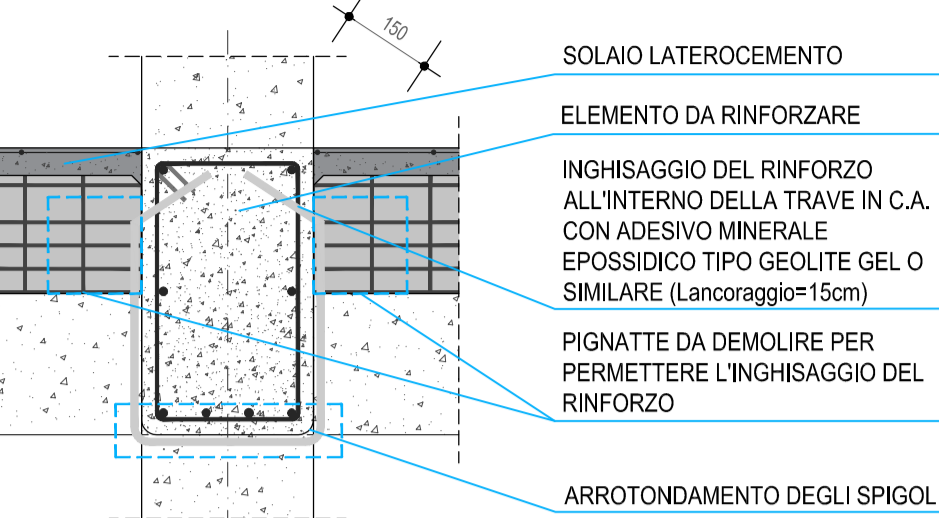 150
SOLAIO LATEROCEMENTO
ELEMENTO DA RINFORZARE
INGHISAGGIO DEL RINFORZO
ALL'INTERNO DELLA TRAVE IN C.A.
CON ADESIVO MINERALE
EPOSSIDICO TIPO GEOLITE GEL O
SIMILARE (Lancoraggio=15cm)
PIGNATTE DA DEMOLIRE PER
PERMETTERE L'INGHISAGGIO DEL
RINFORZO
ARROTONDAMENTO DEGLI SPIGOL